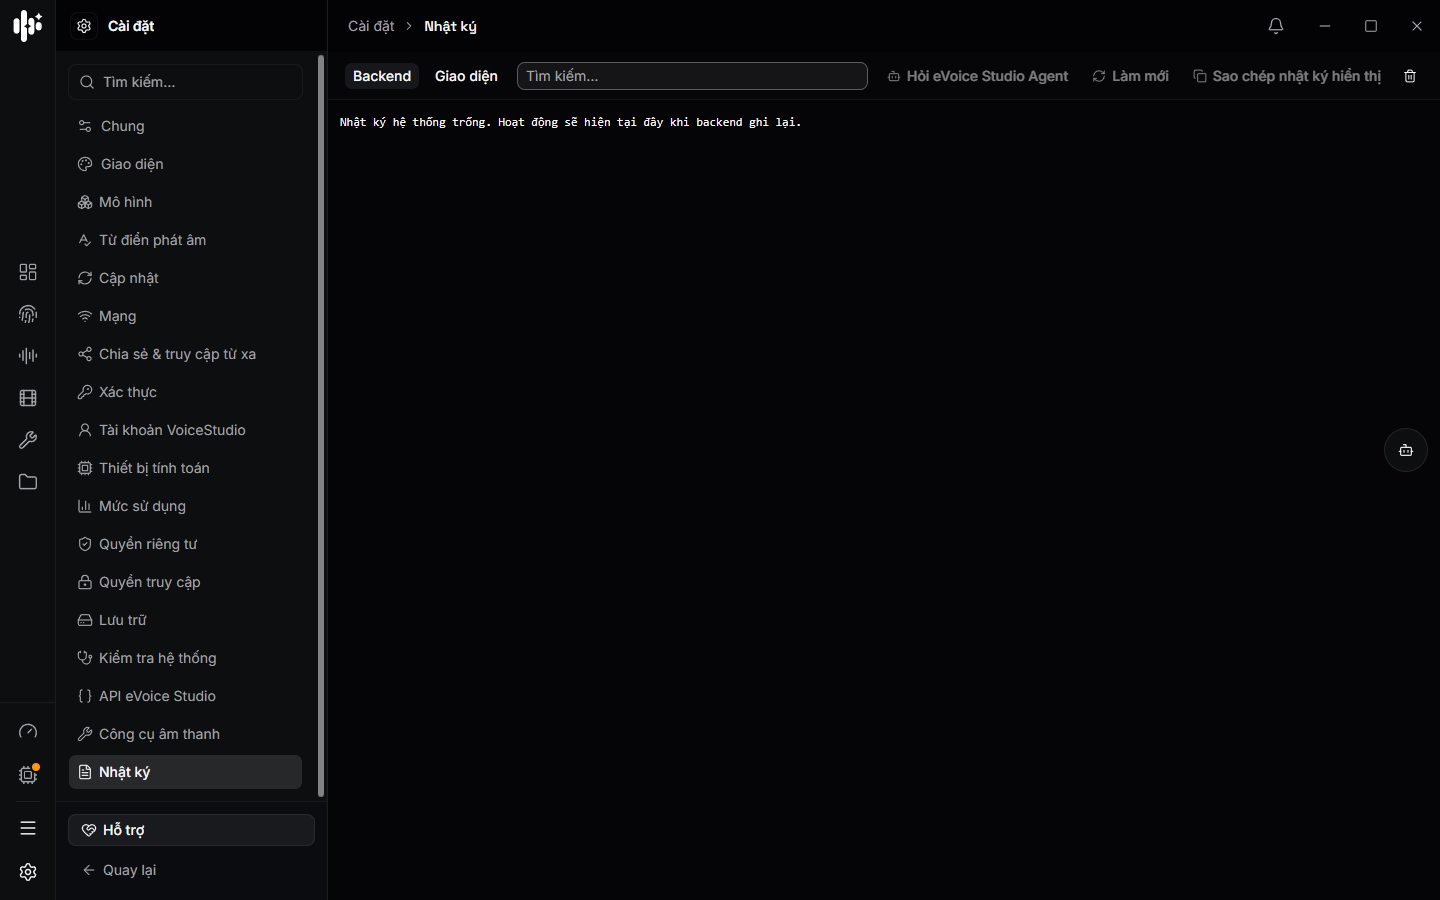 Cài đặt
Cài đặt > Nhật ký
Tìm kiếm...
Backend
Giao diện
Tìm kiếm...
Hỏi eVoice Studio Agent
Làm mới
Sao chép nhật ký hiển thị
Nhật ký hệ thống trống. Hoạt động sẽ hiện tại đây khi backend ghi lại.
Chung
Giao diện
Mô hình
Từ điển phát âm
Cập nhật
Mạng
Chia sẻ & truy cập từ xa
Xác thực
Tài khoản VoiceStudio
Thiết bị tính toán
Mức sử dụng
Quyền riêng tư
Quyền truy cập
Lưu trữ
Kiểm tra hệ thống
API eVoice Studio
Công cụ âm thanh
Nhật ký
Hỗ trợ
Quay lại